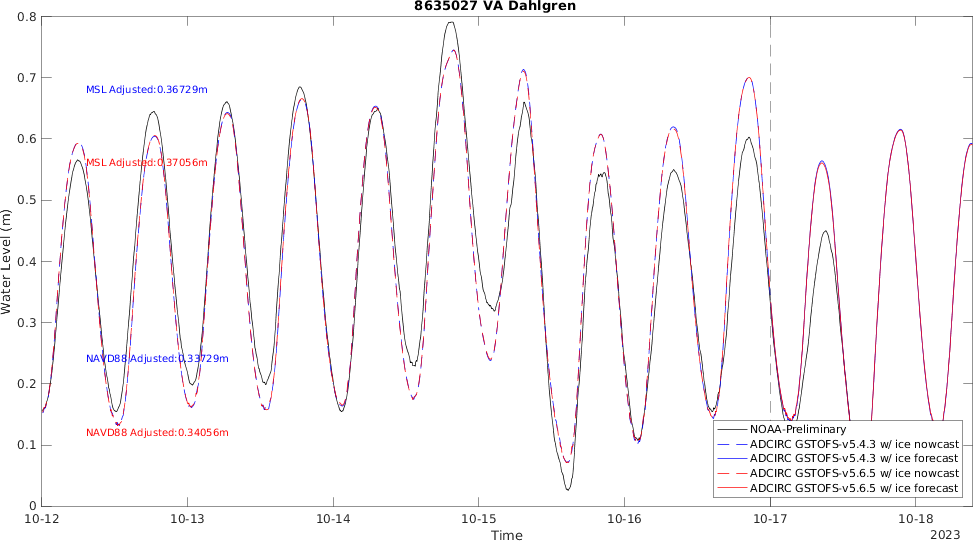 8635027 VA Dahlgren
0.8
0.7
0.6
0.5
0.4
0.3
0.2
0.1
0
Water Level (m)
MSL Adjusted:0.36729m
MSL Adjusted:0.37056m
NAVD88 Adjusted:0.33729m
NAVD88 Adjusted:0.34056m
NOAA-Preliminary
ADCIRC GSTOFS-v5.4.3 w/ ice nowcast
ADCIRC GSTOFS-v5.4.3 w/ ice forecast
ADCIRC GSTOFS-v5.6.5 w/ ice nowcast
ADCIRC GSTOFS-v5.6.5 w/ ice forecast
10-12 10-13 10-14 10-15 10-16 10-17 10-18
Time
2023